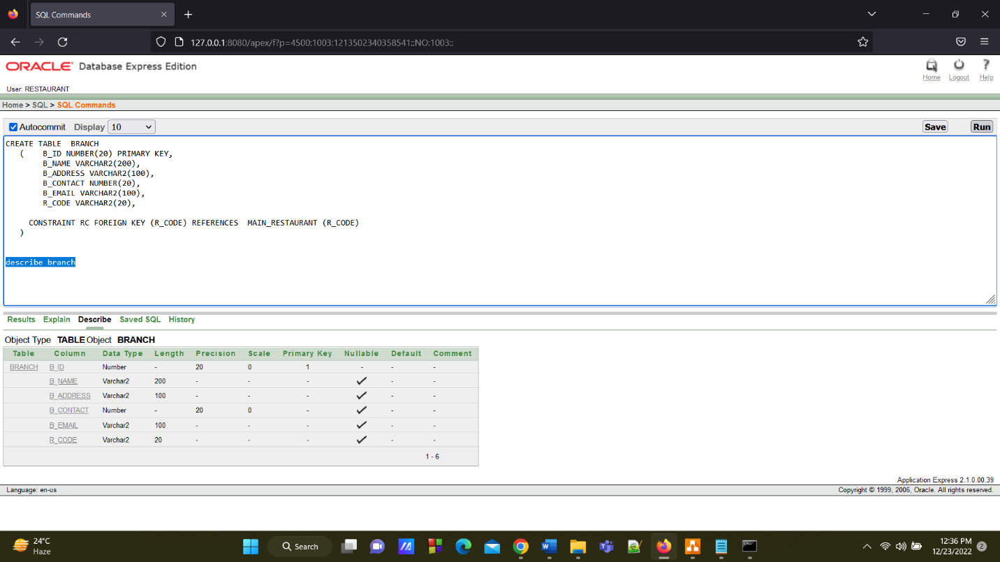 SQL Commands
127.0.0.1:8080/apex/f?p=4500:1003:1213502340358541::NO:1003::
ORACLE Database Express Edition
Home Logout Help
User: RESTAURANT
Home > SQL > SQL Commands
Autocommit Display 10 Save Run
CREATE TABLE  BRANCH
(    B_ID NUMBER(20) PRIMARY KEY,
B_NAME VARCHAR2(200),
B_ADDRESS VARCHAR2(100),
B_CONTACT NUMBER(20),
B_EMAIL VARCHAR2(100),
R_CODE VARCHAR2(20),
CONSTRAINT RC FOREIGN KEY (R_CODE) REFERENCES  MAIN_RESTAURANT (R_CODE)
)
describe branch
Results Explain Describe Saved SQL History
Object Type TABLE Object BRANCH
Table Column Data Type Length Precision Scale Primary Key Nullable Default Comment
BRANCH B_ID Number - 20 0 1 - - -
B_NAME Varchar2 200 - - - ✓ - -
B_ADDRESS Varchar2 100 - - - ✓ - -
B_CONTACT Number - 20 0 - ✓ - -
B_EMAIL Varchar2 100 - - - ✓ - -
R_CODE Varchar2 20 - - - ✓ - -
1 - 6
Application Express 2.1.0.00.39
Language: en-us Copyright © 1999, 2006, Oracle. All rights reserved.
24°C
Haze
Search
12:36 PM
12/23/2022
2